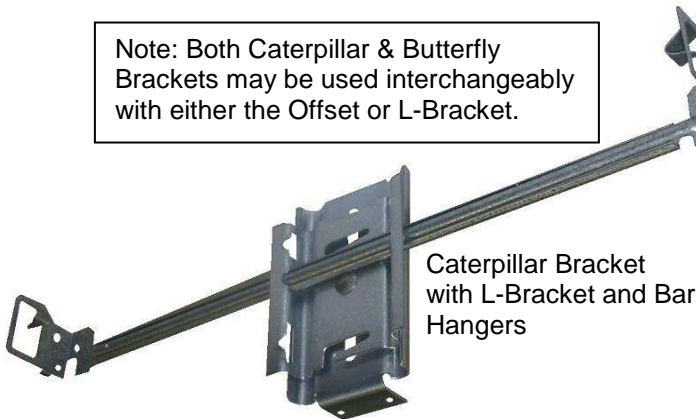 Note: Both Caterpillar & Butterfly
Brackets may be used interchangeably
with either the Offset or L-Bracket.
Caterpillar Bracket
with L-Bracket and Bar
Hangers